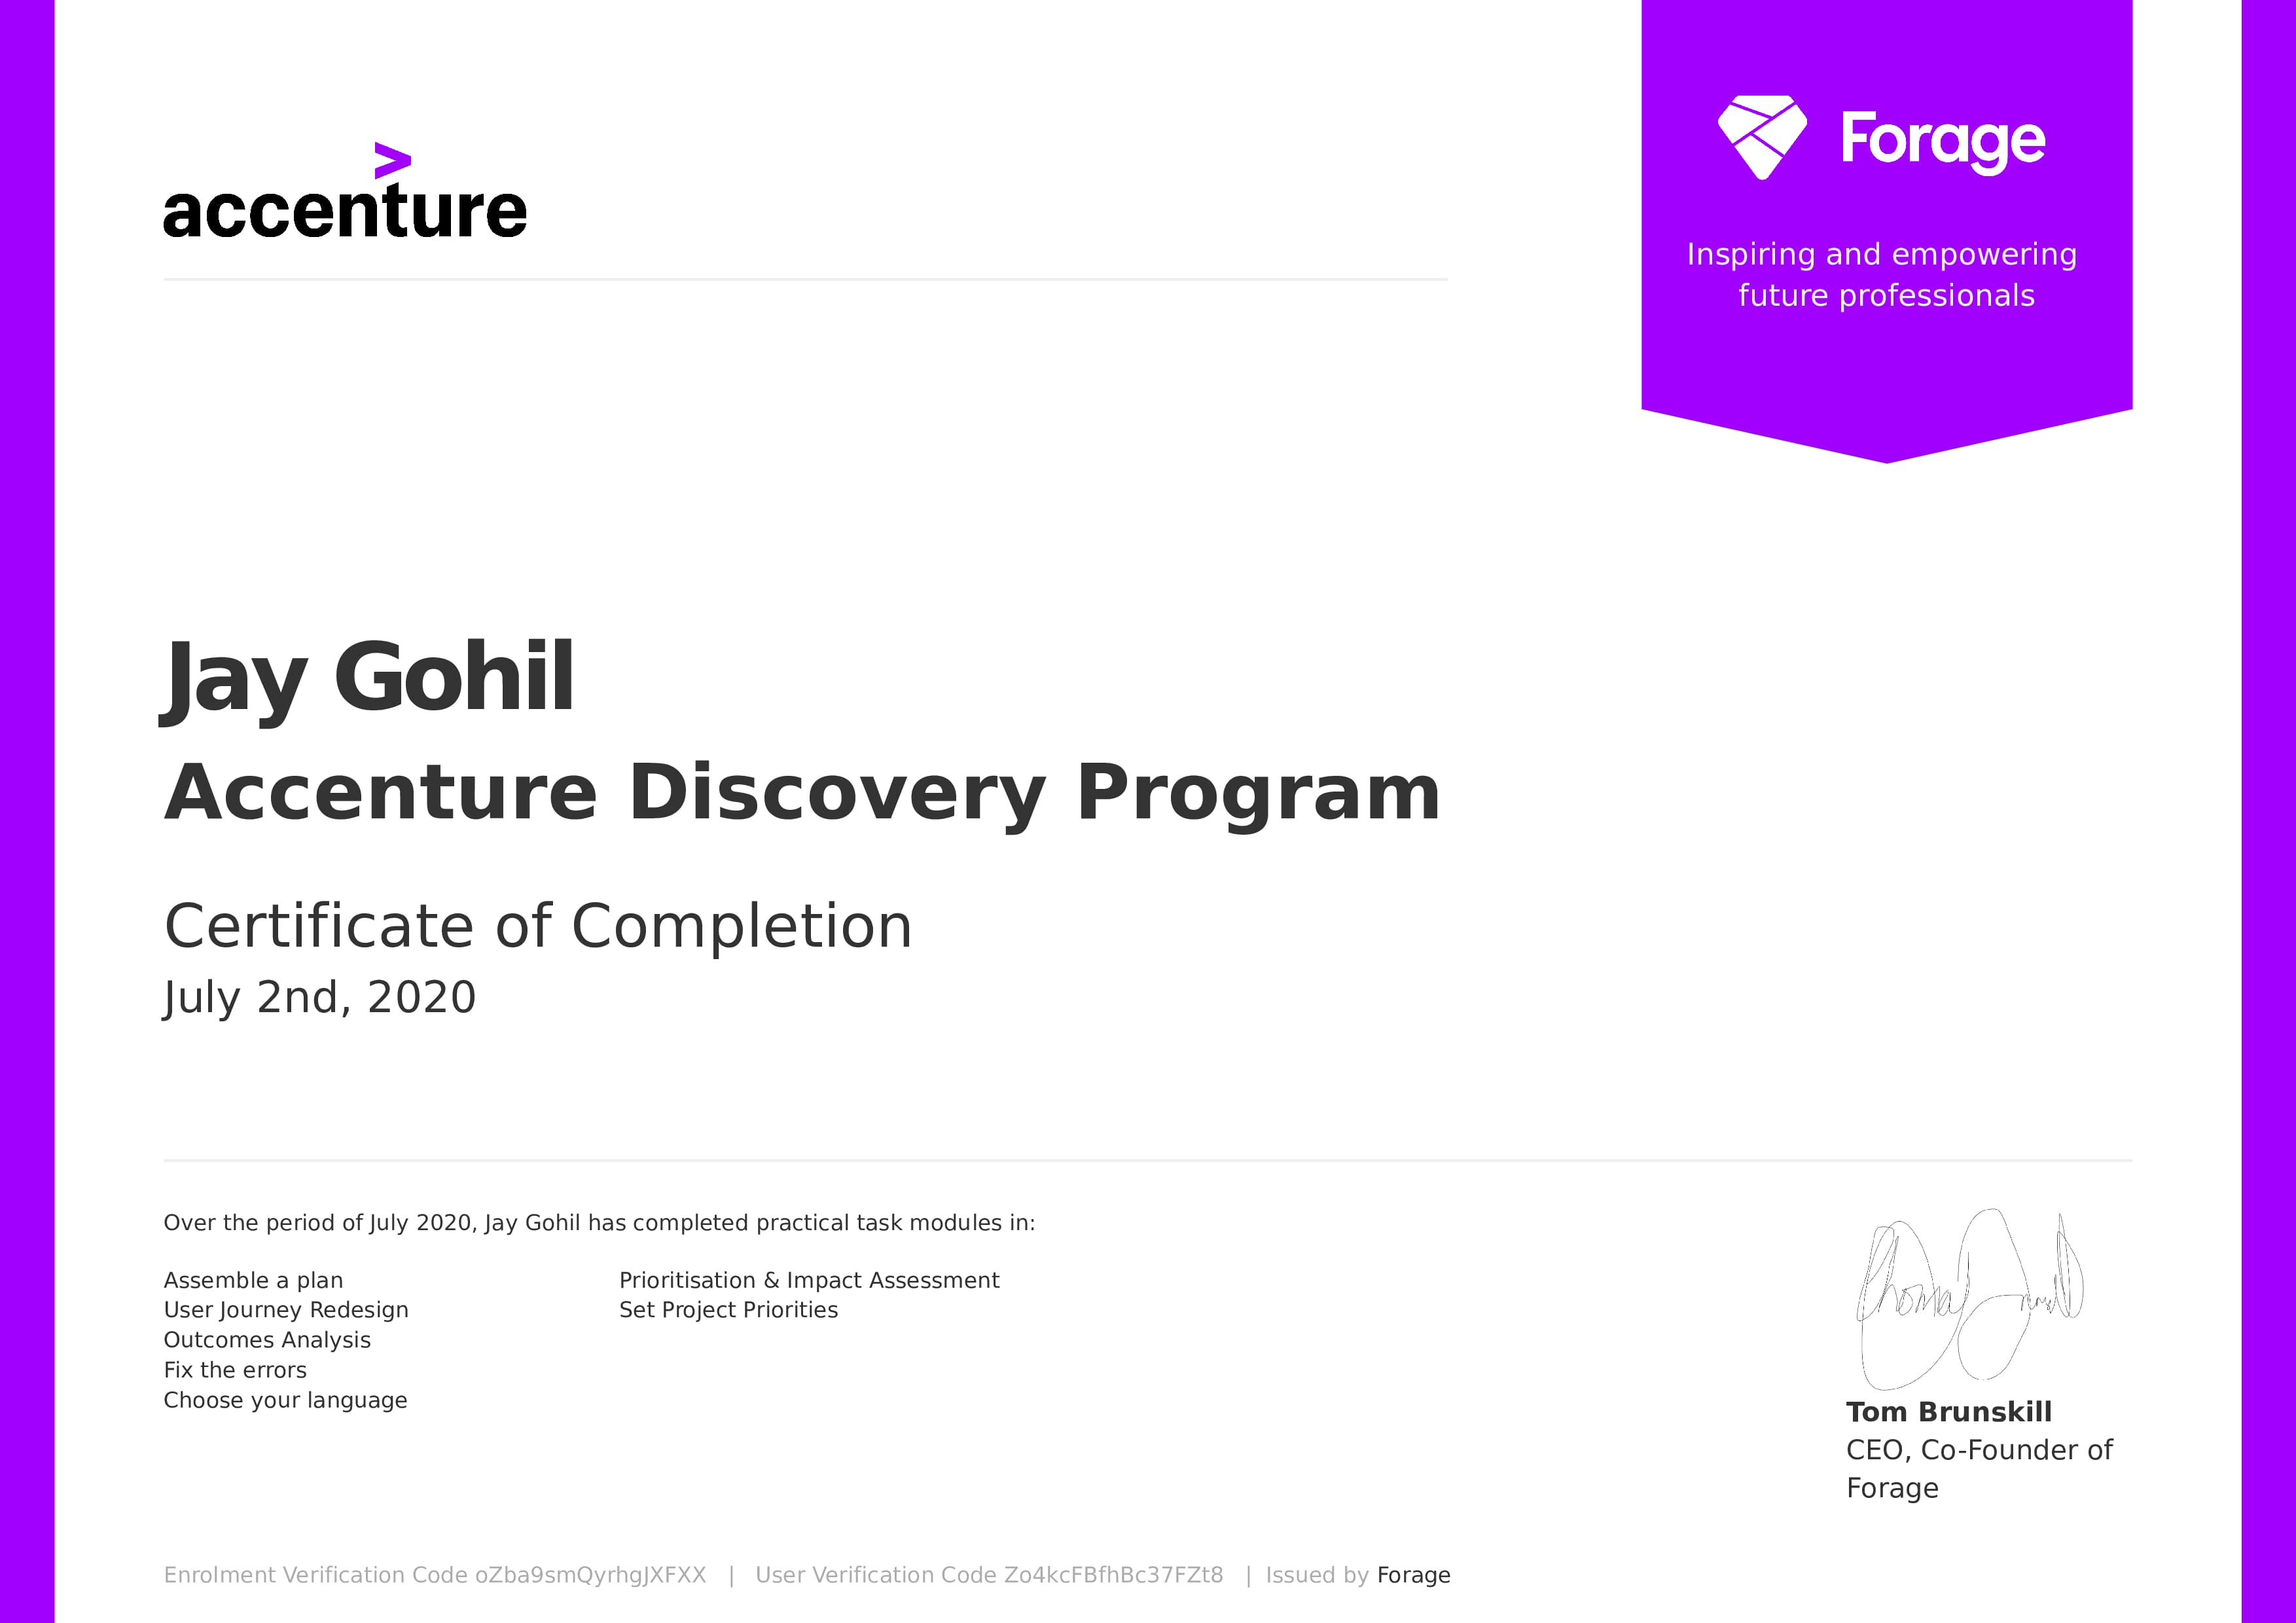 accenture
Forage
Inspiring and empowering
future professionals
Jay Gohil
Accenture Discovery Program
Certificate of Completion
July 2nd, 2020
Over the period of July 2020, Jay Gohil has completed practical task modules in:
Assemble a plan
User Journey Redesign
Outcomes Analysis
Fix the errors
Choose your language
Prioritisation & Impact Assessment
Set Project Priorities
Tom Brunskill
CEO, Co-Founder of
Forage
Enrolment Verification Code oZba9smQyrhgJXFXX | User Verification Code Zo4kcFBfhBc37FZt8 | Issued by Forage